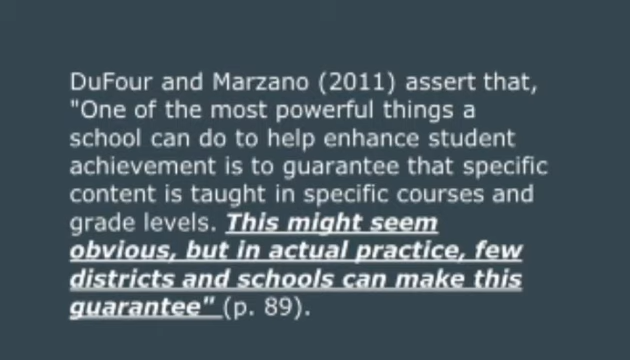 DuFour and Marzano (2011) assert that,
"One of the most powerful things a
school can do to help enhance student
achievement is to guarantee that specific
content is taught in specific courses and
grade levels. This might seem
obvious, but in actual practice, few
districts and schools can make this
guarantee" (p. 89).